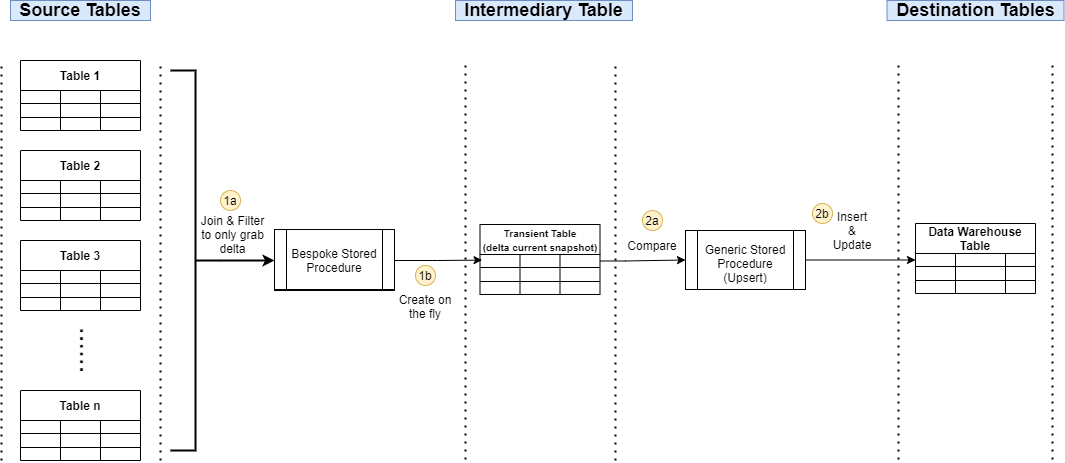 Source Tables
Intermediary Table
Destination Tables
Table 1
Table 2
Table 3
Table n
1a
Join & Filter
to only grab
delta
Bespoke Stored
Procedure
1b
Create on
the fly
Transient Table
(delta current snapshot)
2a
Compare
Generic Stored
Procedure
(Upsert)
2b
Insert
&
Update
Data Warehouse
Table